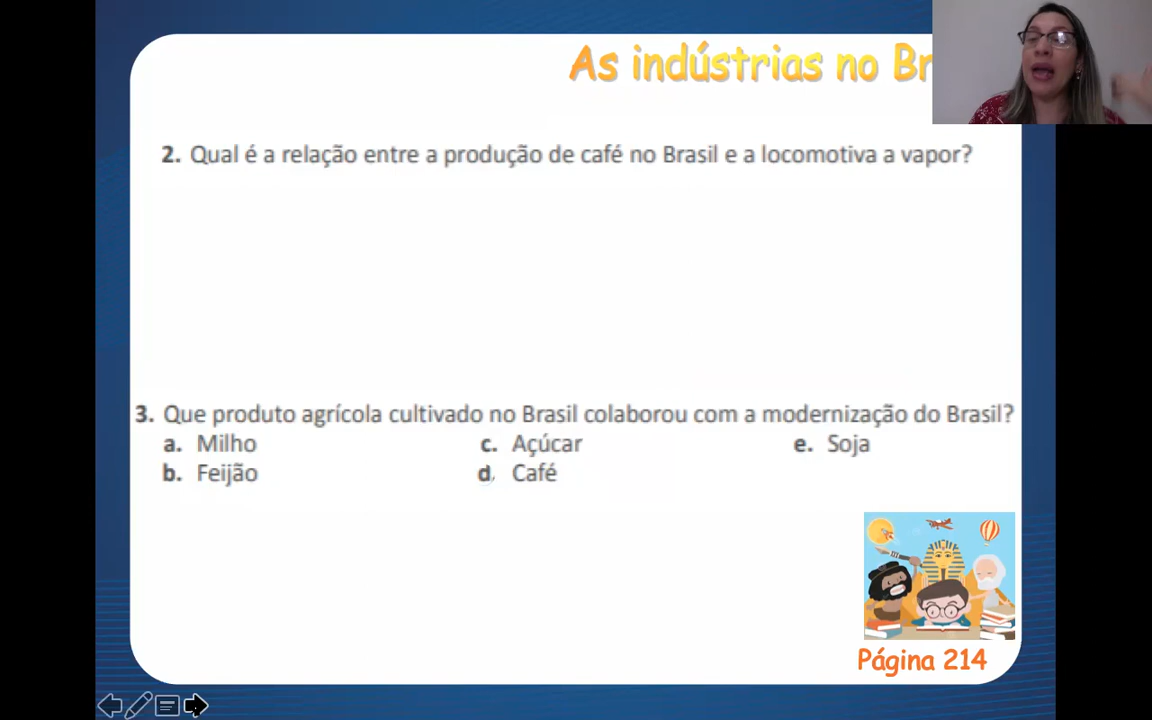 As indústrias no Br
2. Qual é a relação entre a produção de café no Brasil e a locomotiva a vapor?
3. Que produto agrícola cultivado no Brasil colaborou com a modernização do Brasil?
a. Milho c. Açúcar e. Soja
b. Feijão d. Café
Página 214